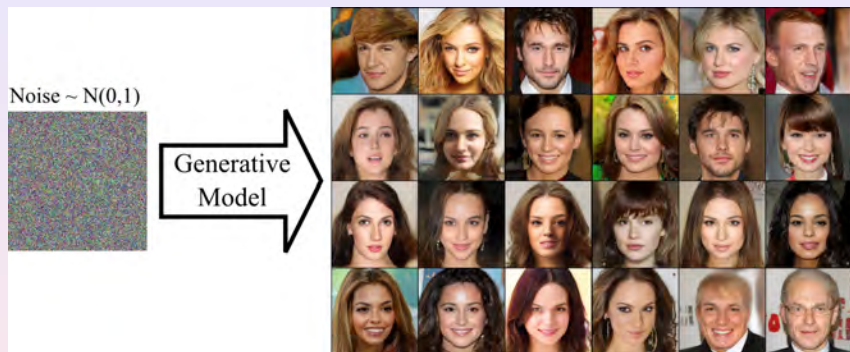 Noise ~ N(0,1)
Generative
Model